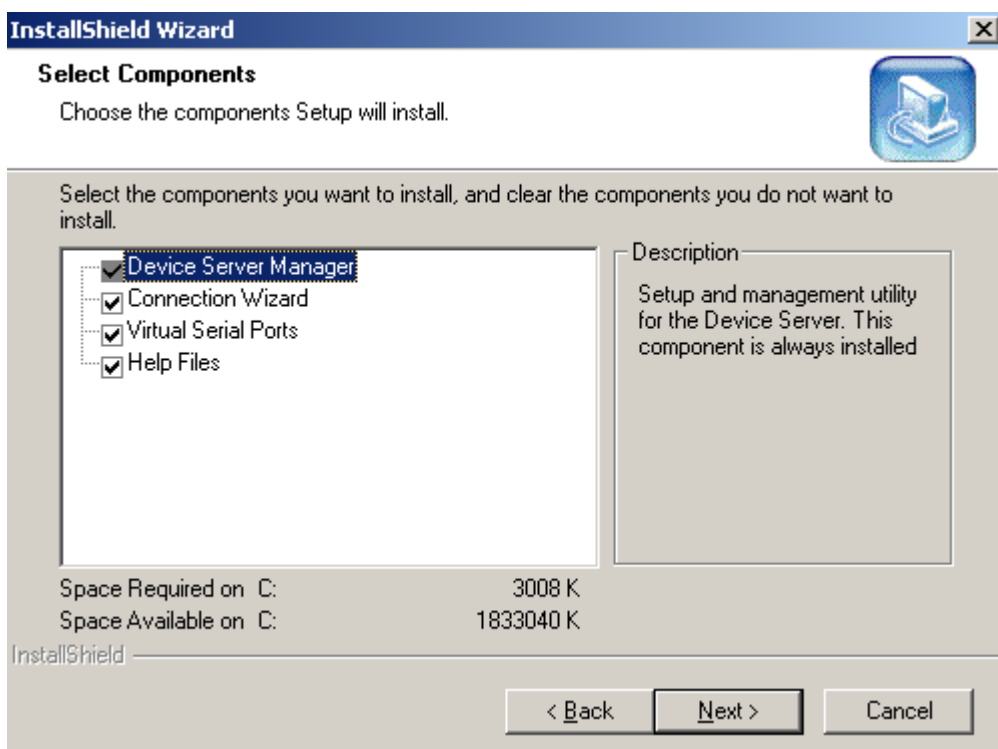 InstallShield Wizard
Select Components
Choose the components Setup will install.
Select the components you want to install, and clear the components you do not want to
install.
Device Server Manager
Connection Wizard
Virtual Serial Ports
Help Files
Description
Setup and management utility
for the Device Server. This
component is always installed
Space Required on C: 3008 K
Space Available on C: 1833040 K
InstallShield
< Back Next > Cancel